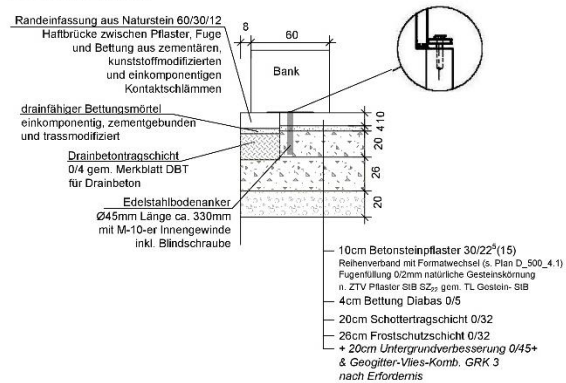 Randeinfassung aus Naturstein 60/30/12
Haftbrücke zwischen Pflaster, Fuge
und Bettung aus zementären,
kunststoffmodifizierten
und einkomponentigen
Kontaktschlämmen
drainfähiger Bettungsmörtel
einkomponentig, zementgebunden
und trassmodifiziert
Drainbetontragschicht
0/4 gem. Merkblatt DBT
für Drainbeton
Edelstahlbodenanker
Ø45mm Länge ca. 330mm
mit M-10-er Innengewinde
inkl. Blindschraube
8
60
Bank
10
4
20
26
20
10cm Betonsteinpflaster 30/22⁵(15)
Reihenverband mit Formatwechsel (s. Plan D_500_4.1)
Fugenfüllung 0/2mm natürliche Gesteinskörnung
n. ZTV Pflaster StB SZ₂₂ gem. TL Gestein- StB
4cm Bettung Diabas 0/5
20cm Schottertragschicht 0/32
26cm Frostschutzschicht 0/32
+ 20cm Untergrundverbesserung 0/45+
& Geogitter-Vlies-Komb. GRK 3
nach Erfordernis